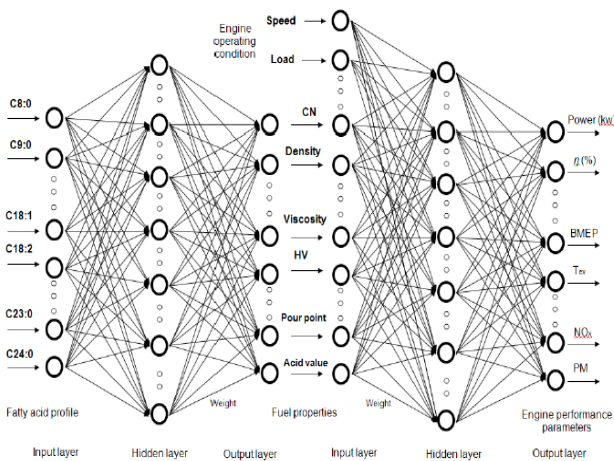 Speed
Engine
operating
condition
Load
C8:0
C9:0
C18:1
C18:2
C23:0
C24:0
CN
Density
Viscosity
HV
Pour point
Acid value
Power (kw)
η (%)
BMEP
Tex
NOx
PM
Weight
Weight
Fatty acid profile
Fuel properties
Engine performance
parameters
Input layer
Hidden layer
Output layer
Input layer
Hidden layer
Output layer